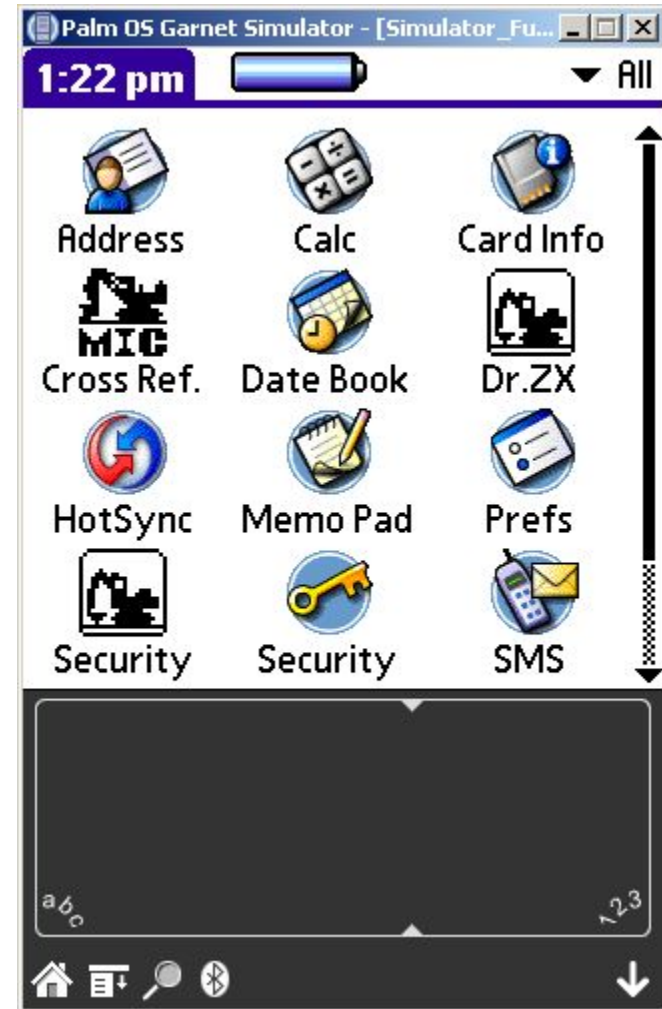 Palm OS Garnet Simulator - [Simulator_Fu...
1:22 pm All
Address Calc Card Info
MIC
Cross Ref. Date Book Dr.ZX
HotSync Memo Pad Prefs
Security Security SMS
abc 123